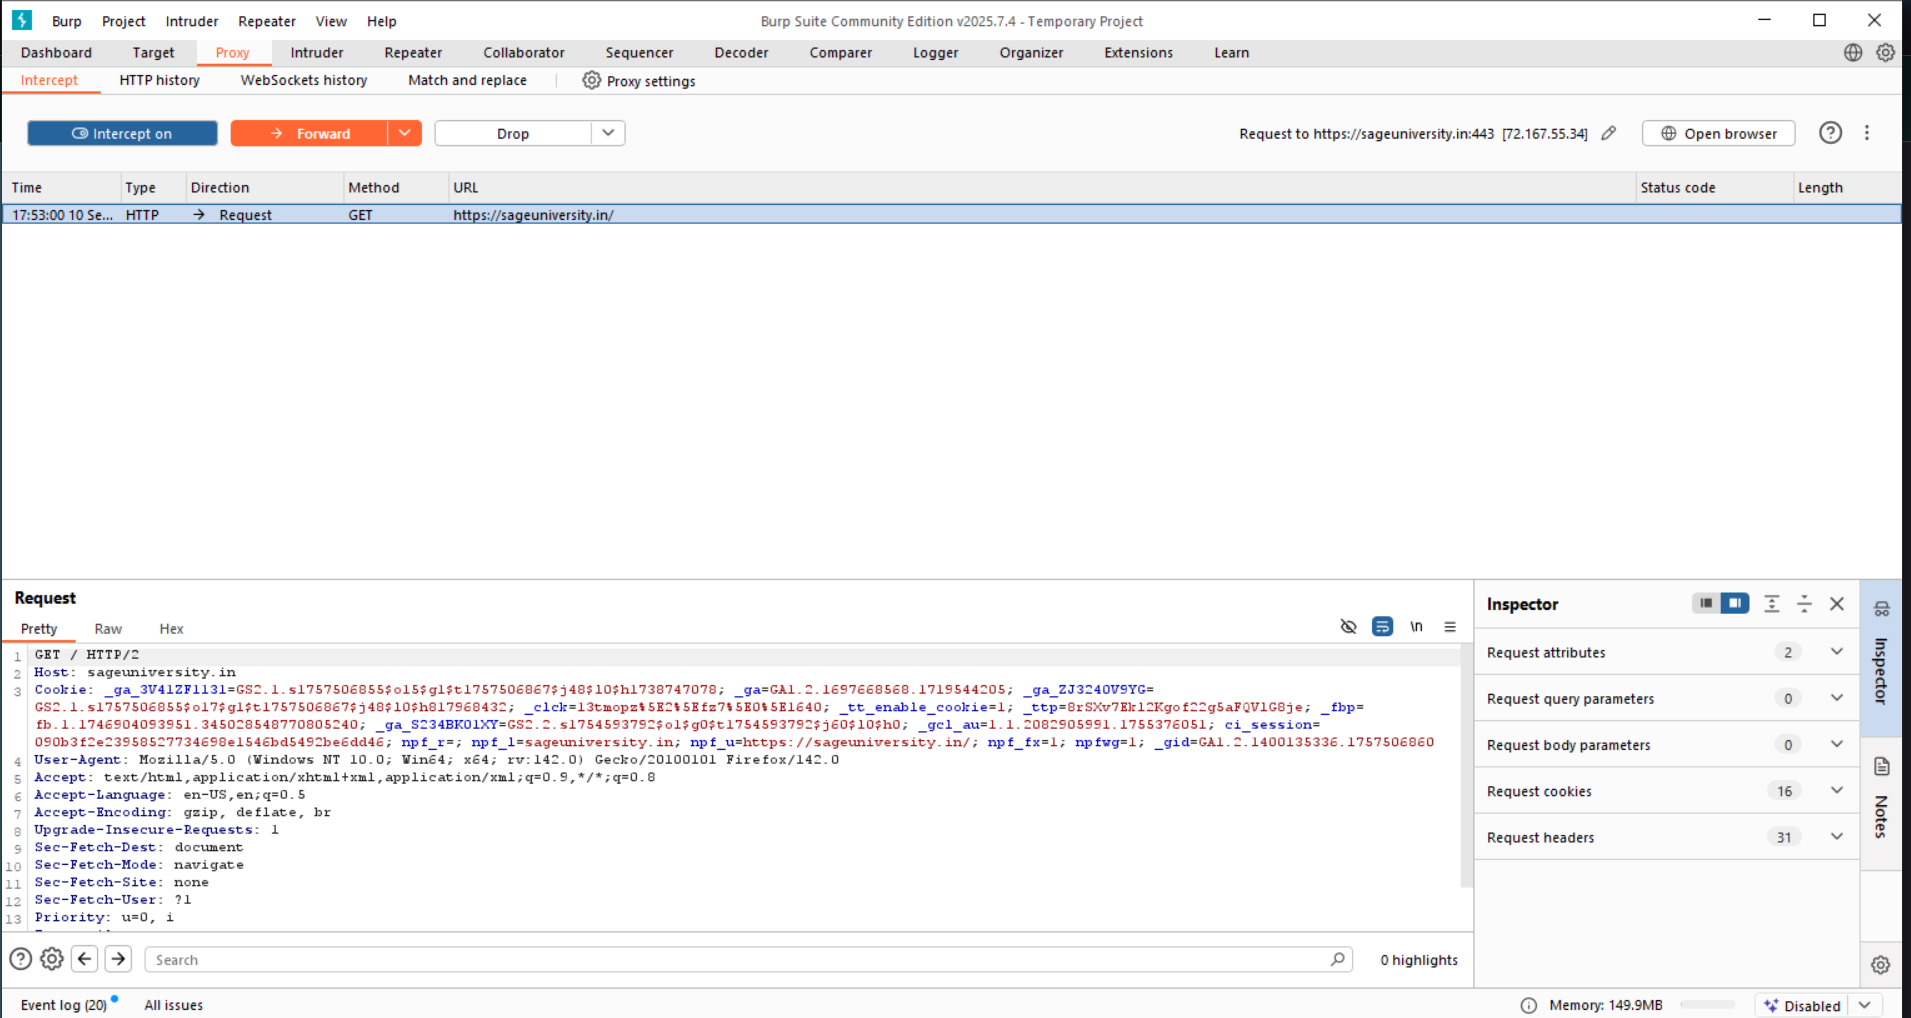 Burp Project Intruder Repeater View Help Burp Suite Community Edition v2025.7.4 - Temporary Project
Dashboard Target Proxy Intruder Repeater Collaborator Sequencer Decoder Comparer Logger Organizer Extensions Learn
Intercept HTTP history WebSockets history Match and replace Proxy settings
Intercept on Forward Drop Request to https://sageuniversity.in:443 [72.167.55.34] Open browser
Time Type Direction Method URL Status code Length
17:53:00 10 Se... HTTP → Request GET https://sageuniversity.in/
Request
Pretty Raw Hex \n
1 GET / HTTP/2
2 Host: sageuniversity.in
3 Cookie: _ga_3V41ZF1131=GS2.1.s1757506855$o15$g1$t1757506867$j48$l0$h1738747078; _ga=GA1.2.1697668568.1719544205; _ga_ZJ3240V9YG=
GS2.1.s1757506855$o17$g1$t1757506867$j48$l0$h817968432; _clck=13tmopz%5E2%5Efz7%5E0%5E1640; _tt_enable_cookie=1; _ttp=8rSXv7Ek12Kgof22g5aFQV1G8je; _fbp=
fb.1.1746904093951.345028548770805240; _ga_S234BK01XY=GS2.2.s1754593792$o1$g0$t1754593792$j60$l0$h0; _gcl_au=1.1.2082905991.1755376051; ci_session=
090b3f2e23958527734698e1546bd5492be6dd46; npf_r=; npf_l=sageuniversity.in; npf_u=https://sageuniversity.in/; npf_fx=1; npfwg=1; _gid=GA1.2.1400135336.1757506860
4 User-Agent: Mozilla/5.0 (Windows NT 10.0; Win64; x64; rv:142.0) Gecko/20100101 Firefox/142.0
5 Accept: text/html,application/xhtml+xml,application/xml;q=0.9,*/*;q=0.8
6 Accept-Language: en-US,en;q=0.5
7 Accept-Encoding: gzip, deflate, br
8 Upgrade-Insecure-Requests: 1
9 Sec-Fetch-Dest: document
10 Sec-Fetch-Mode: navigate
11 Sec-Fetch-Site: none
12 Sec-Fetch-User: ?1
13 Priority: u=0, i
Search 0 highlights
Inspector
Request attributes 2
Request query parameters 0
Request body parameters 0
Request cookies 16
Request headers 31
Inspector
Notes
Event log (20) All issues Memory: 149.9MB Disabled